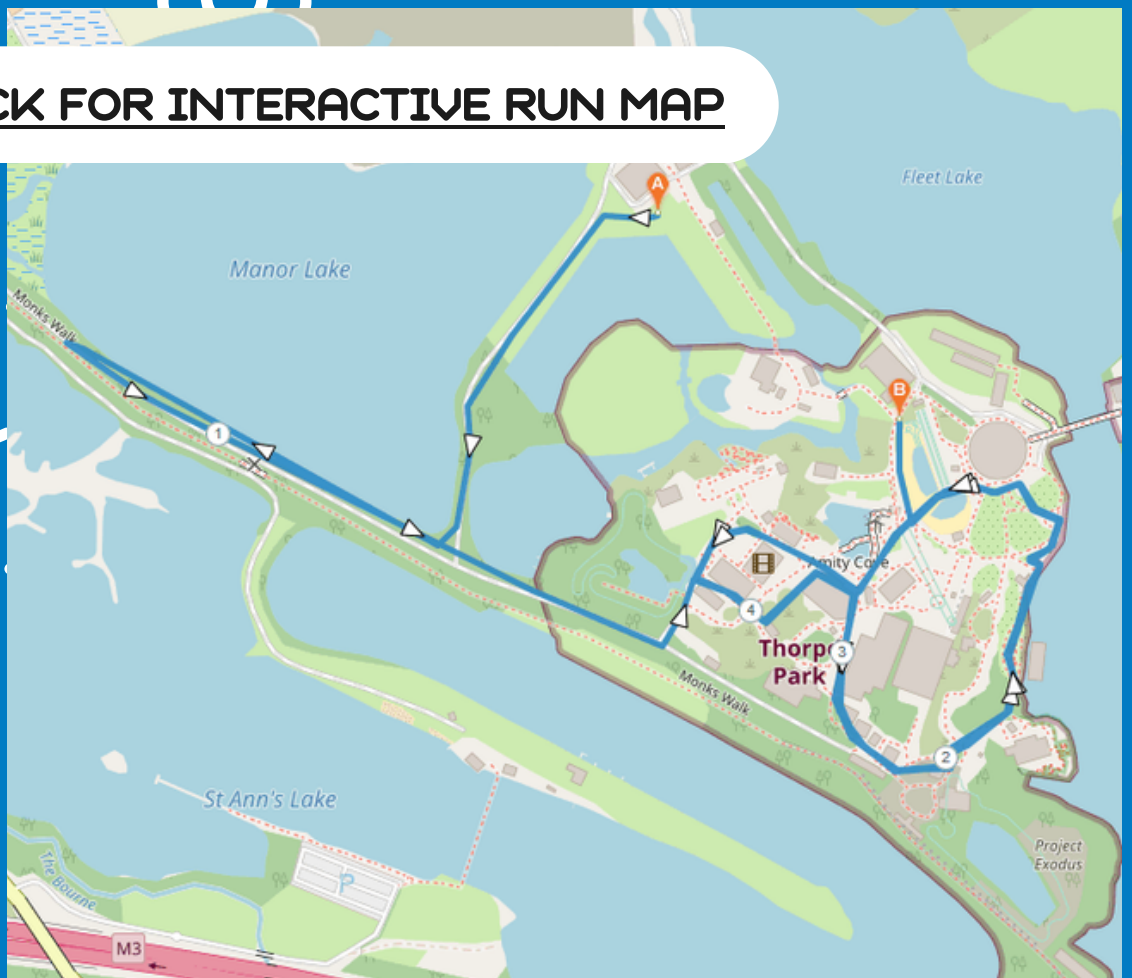 CK FOR INTERACTIVE RUN MAP
A
Fleet Lake
Manor Lake
Monks Walk
B
1
Amity Cove
4
Thorpe
Park
3
Monks Walk
2
St Ann's Lake
Project
Exodus
The Bourne
P
M3